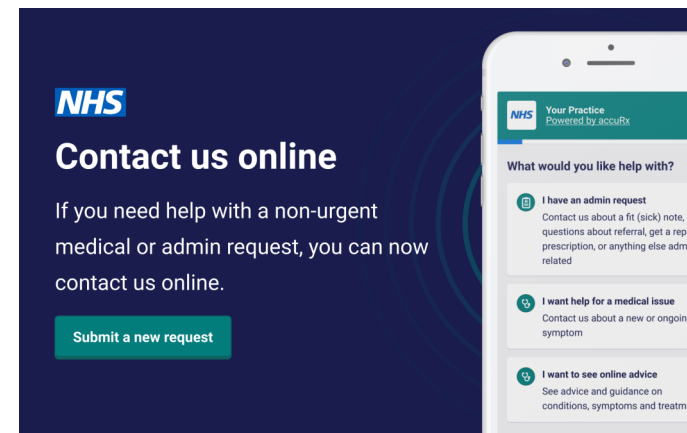 NHS
Contact us online
If you need help with a non-urgent
medical or admin request, you can now
contact us online.
Submit a new request
NHS
Your Practice
Powered by accuRx
What would you like help with?
I have an admin request
Contact us about a fit (sick) note,
questions about referral, get a rep
prescription, or anything else adm
related
I want help for a medical issue
Contact us about a new or ongoin
symptom
I want to see online advice
See advice and guidance on
conditions, symptoms and treatm